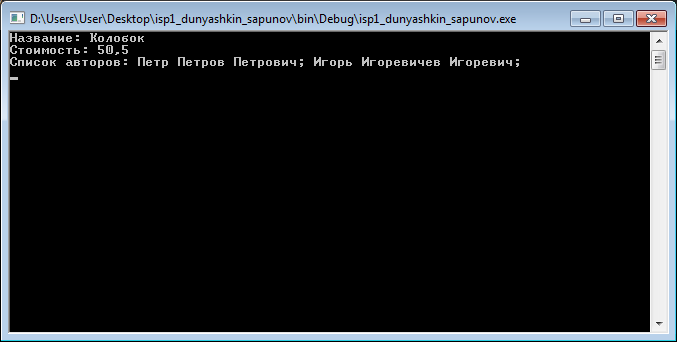 D:\Users\User\Desktop\isp1_dunyashkin_sapunov\bin\Debug\isp1_dunyashkin_sapunov.exe
Название: Коловок
Стоимость: 50,5
Список авторов: Петр Петров Петрович; Игорь Игоревичев Игоревич;